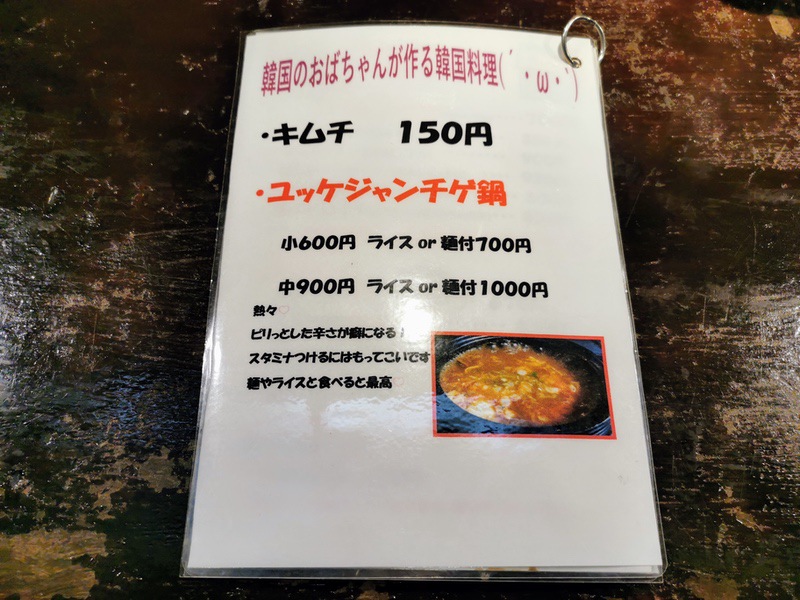 韓国のおばちゃんが作る韓国料理(´・ω・`)
・キムチ 150円
・ユッケジャンチゲ鍋
小600円 ライス or 麺付700円
中900円 ライス or 麺付1000円
熱々♡
ピリっとした辛さが癖になる!
スタミナつけるにはもってこいです
麺やライスと食べると最高♡